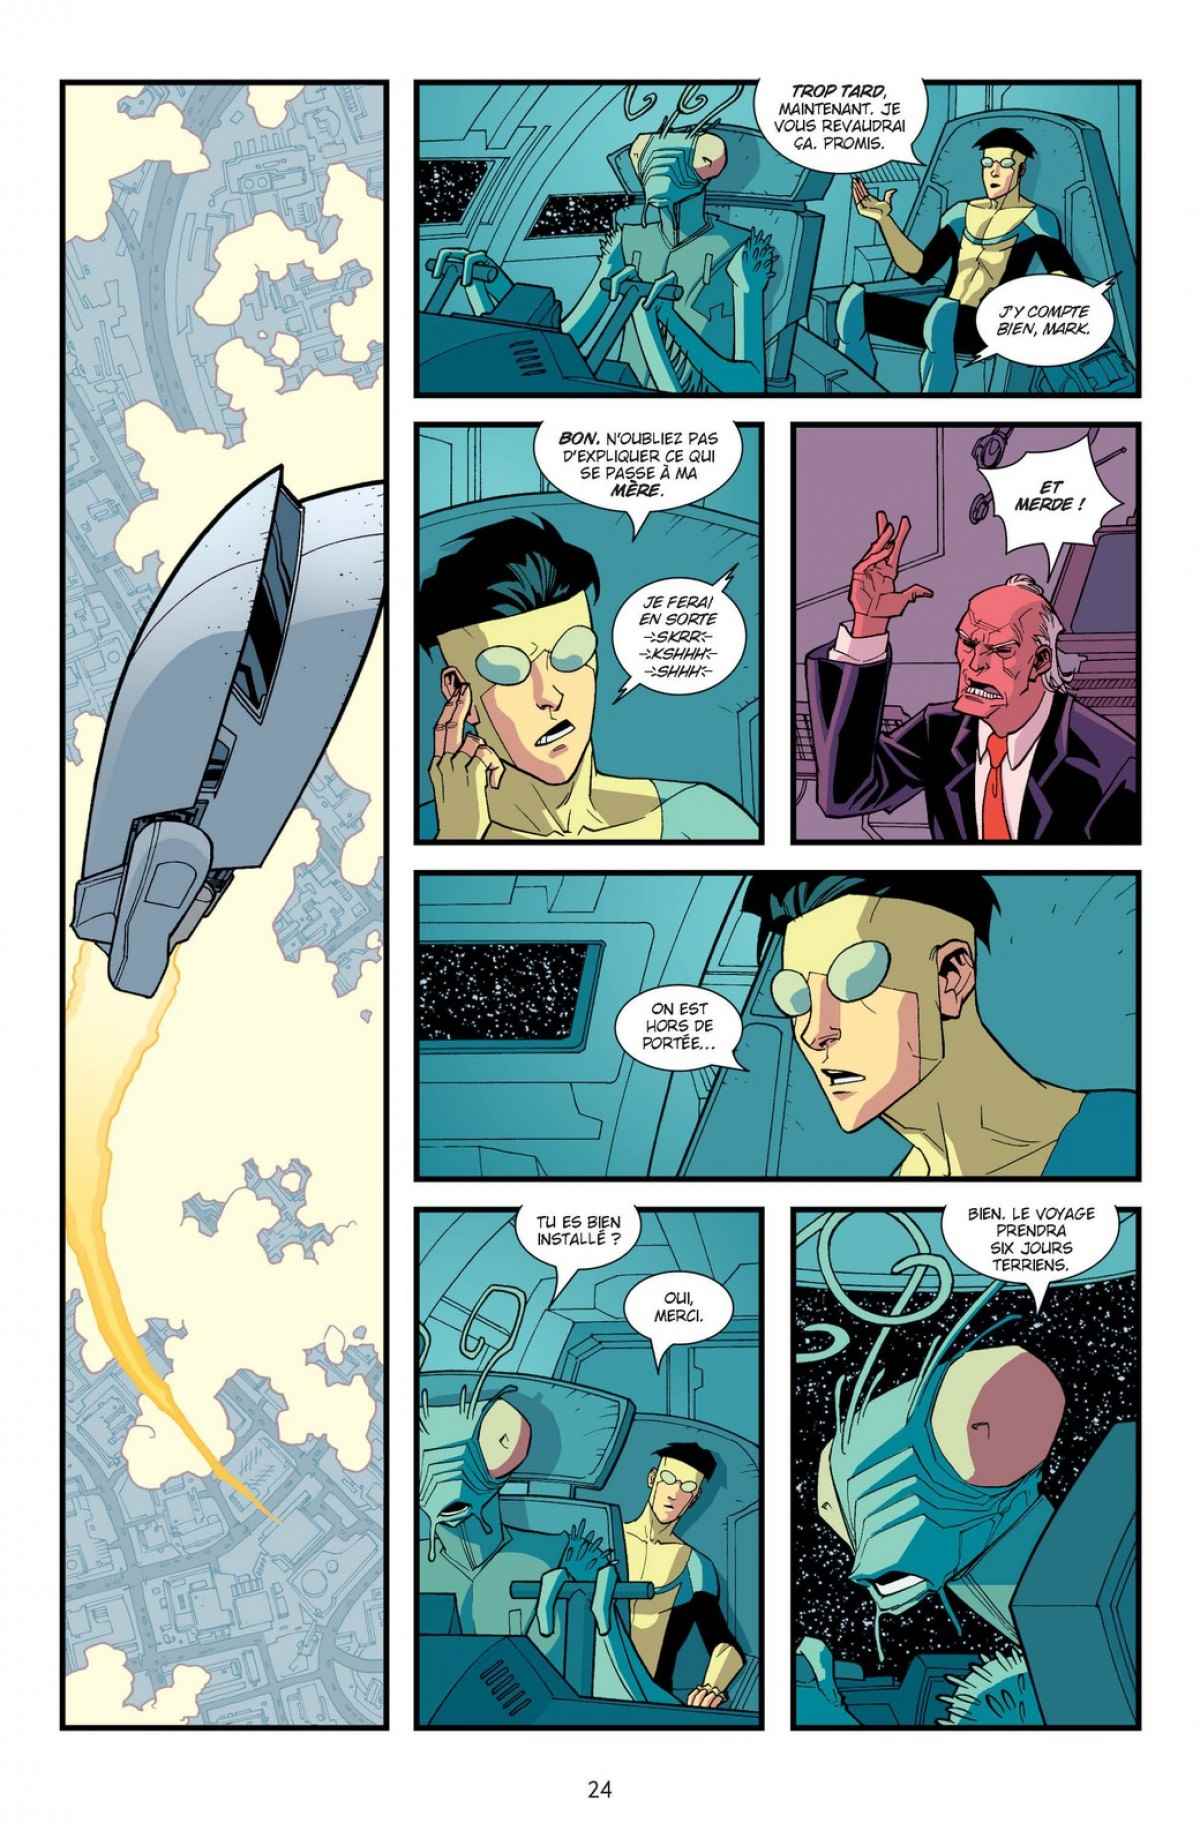 TROP TARD,
MAINTENANT. JE
VOUS REVAUDRAI
ÇA. PROMIS.
J'Y COMPTE
BIEN, MARK.
BON. N'OUBLIEZ PAS
D'EXPLIQUER CE QUI
SE PASSE À MA
MÈRE.
JE FERAI
EN SORTE
-SKRR-
-KSHHH-
-SHHH-
ET
MERDE !
ON EST
HORS DE
PORTÉE...
TU ES BIEN
INSTALLÉ ?
OUI,
MERCI.
BIEN. LE VOYAGE
PRENDRA
SIX JOURS
TERRIENS.
24